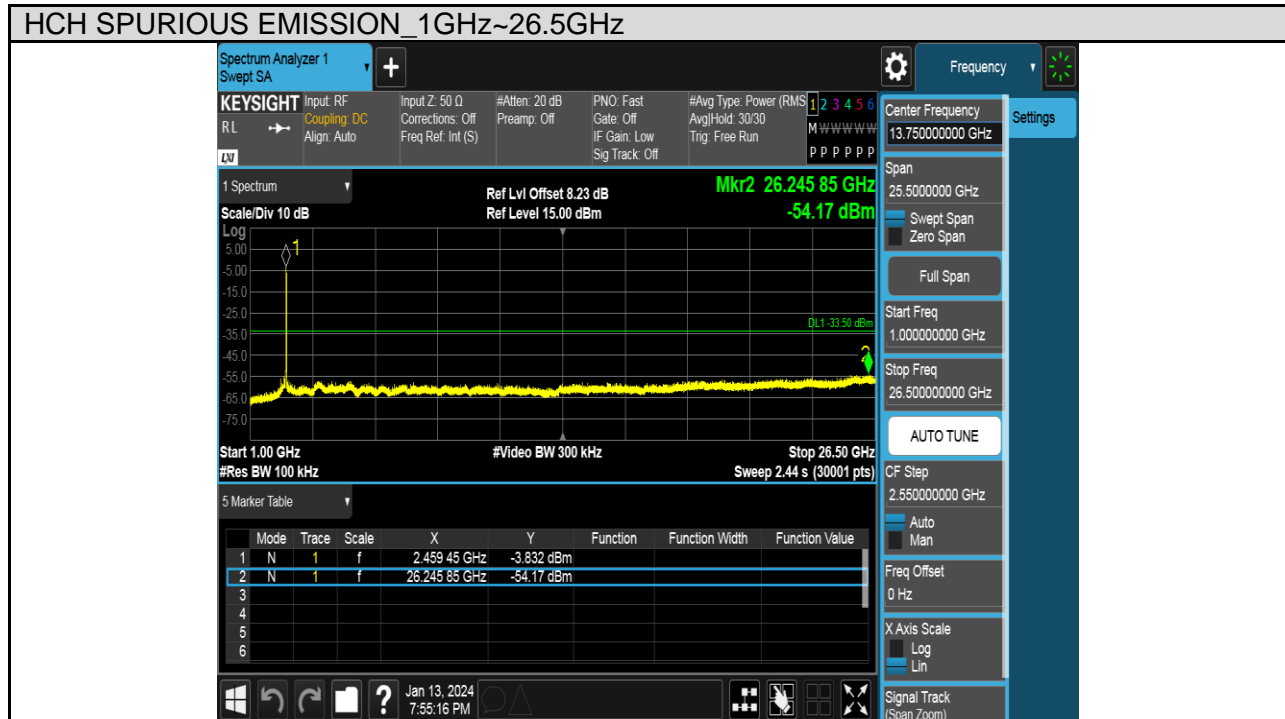 HCH SPURIOUS EMISSION_1GHz~26.5GHz
Spectrum Analyzer 1
Swept SA
+
Frequency
KEYSIGHT Input: RF Input Z: 50 Ω #Atten: 20 dB PNO: Fast #Avg Type: Power (RMS 1 2 3 4 5 6
RL Coupling: DC Corrections: Off Preamp: Off Gate: Off Avg|Hold: 30/30 M W W W W W
Align: Auto Freq Ref: Int (S) IF Gain: Low Trig: Free Run
LXI Sig Track: Off P P P P P P
1 Spectrum Ref Lvl Offset 8.23 dB Mkr2 26.245 85 GHz
Scale/Div 10 dB Ref Level 15.00 dBm -54.17 dBm
Log
1
5.00
-5.00
-15.0
-25.0
DL1 -33.50 dBm
-35.0
-45.0
2
-55.0
-65.0
-75.0
Start 1.00 GHz #Video BW 300 kHz Stop 26.50 GHz
#Res BW 100 kHz Sweep 2.44 s (30001 pts)
5 Marker Table
Mode Trace Scale X Y Function Function Width Function Value
1 N 1 f 2.459 45 GHz -3.832 dBm
2 N 1 f 26.245 85 GHz -54.17 dBm
3
4
5
6
? Jan 13, 2024
7:55:16 PM
Center Frequency
13.750000000 GHz
Settings
Span
25.5000000 GHz
Swept Span
Zero Span
Full Span
Start Freq
1.000000000 GHz
Stop Freq
26.500000000 GHz
AUTO TUNE
CF Step
2.550000000 GHz
Auto
Man
Freq Offset
0 Hz
X Axis Scale
Log
Lin
Signal Track
(Span Zoom)